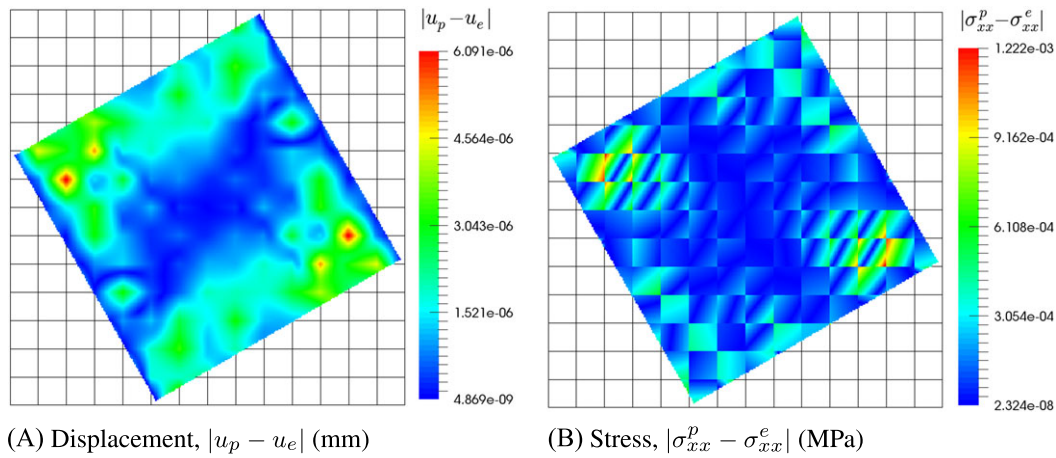 |u_p−u_e|
6.091e-06
4.564e-06
3.043e-06
1.521e-06
4.869e-09
(A) Displacement, |u_p − u_e| (mm)
|σ^p_xx−σ^e_xx|
1.222e-03
9.162e-04
6.108e-04
3.054e-04
2.324e-08
(B) Stress, |σ^p_xx − σ^e_xx| (MPa)